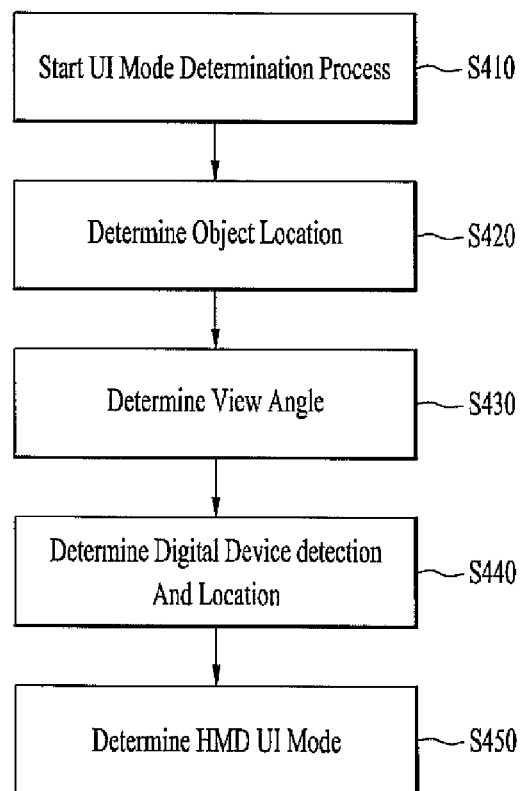 Start UI Mode Determination Process
S410
Determine Object Location
S420
Determine View Angle
S430
Determine Digital Device detection
And Location
S440
Determine HMD UI Mode
S450